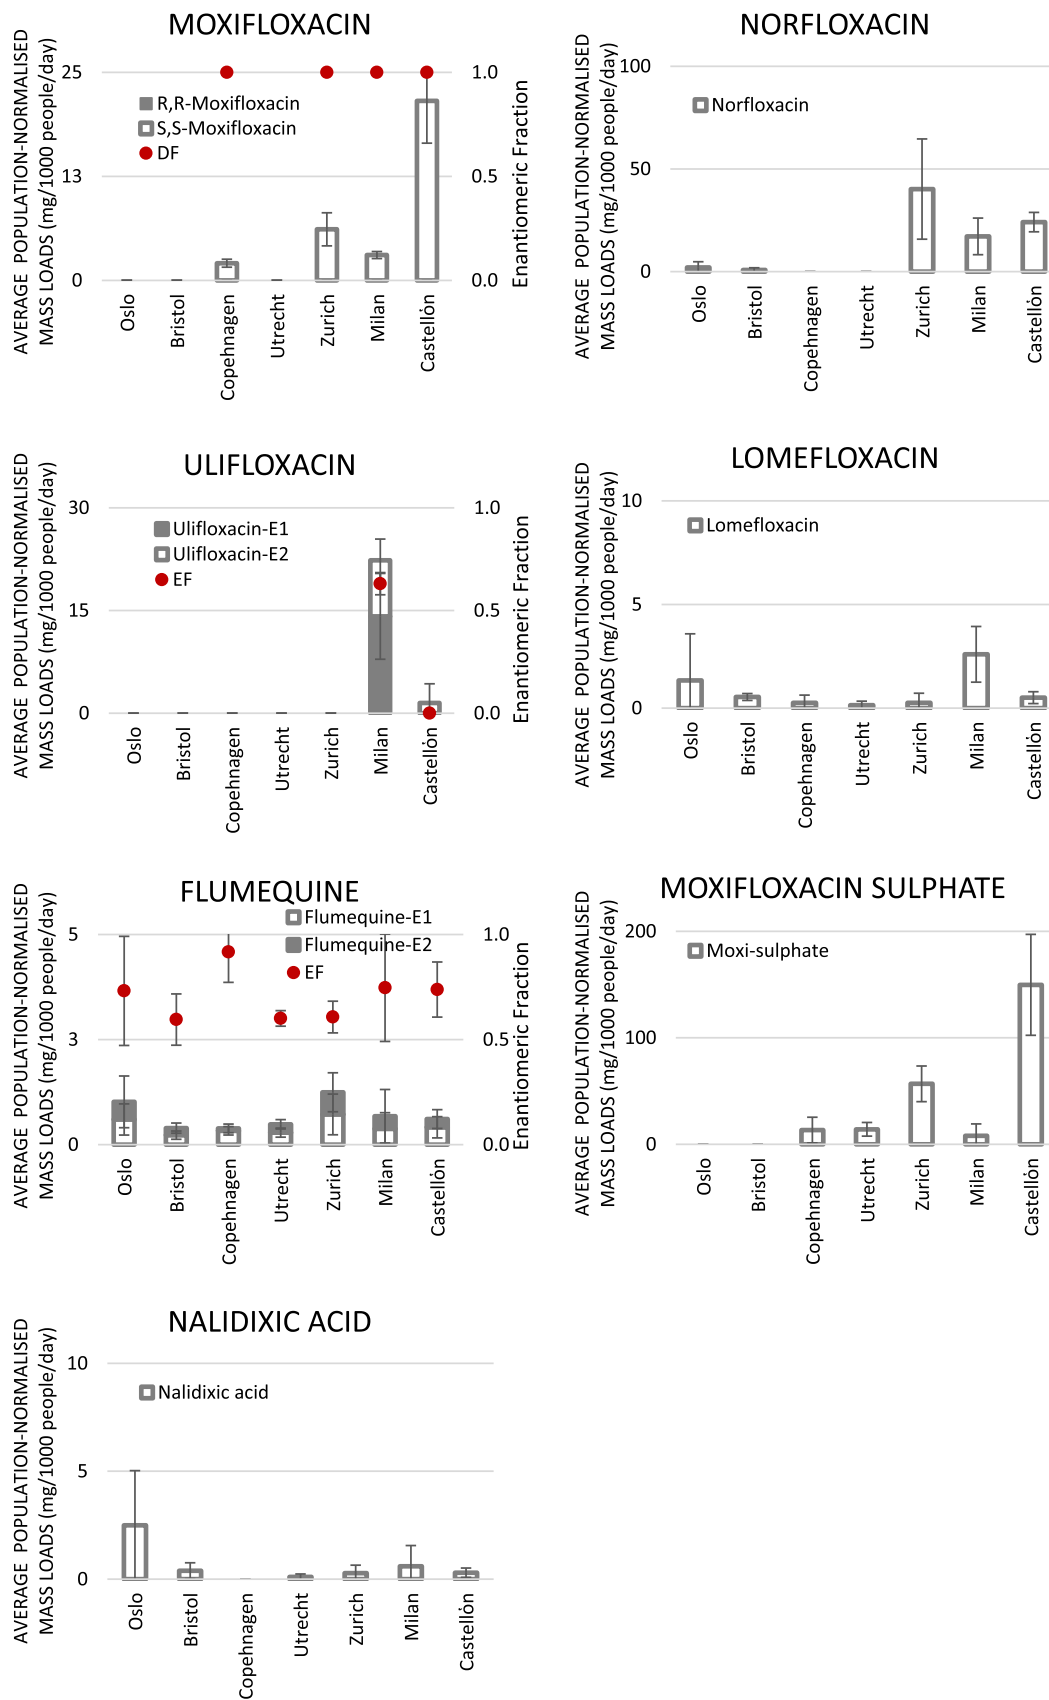 MOXIFLOXACIN
AVERAGE POPULATION-NORMALISED
MASS LOADS (mg/1000 people/day)
25
13
0
R,R-Moxifloxacin
S,S-Moxifloxacin
DF
1.0
0.5
0.0
Enantiomeric Fraction
Oslo
Bristol
Copehnagen
Utrecht
Zurich
Milan
Castellón
NORFLOXACIN
AVERAGE POPULATION-NORMALISED
MASS LOADS (mg/1000 people/day)
100
50
0
Norfloxacin
Oslo
Bristol
Copehnagen
Utrecht
Zurich
Milan
Castellón
ULIFLOXACIN
AVERAGE POPULATION-NORMALISED
MASS LOADS (mg/1000 people/day)
30
15
0
Ulifloxacin-E1
Ulifloxacin-E2
EF
1.0
0.5
0.0
Enantiomeric Fraction
Oslo
Bristol
Copehnagen
Utrecht
Zurich
Milan
Castellón
LOMEFLOXACIN
AVERAGE POPULATION-NORMALISED
MASS LOADS (mg/1000 people/day)
10
5
0
Lomefloxacin
Oslo
Bristol
Copehnagen
Utrecht
Zurich
Milan
Castellón
FLUMEQUINE
AVERAGE POPULATION-NORMALISED
MASS LOADS (mg/1000 people/day)
5
3
0
Flumequine-E1
Flumequine-E2
EF
1.0
0.5
0.0
Enantiomeric Fraction
Oslo
Bristol
Copehnagen
Utrecht
Zurich
Milan
Castellón
MOXIFLOXACIN SULPHATE
AVERAGE POPULATION-NORMALISED
MASS LOADS (mg/1000 people/day)
200
100
0
Moxi-sulphate
Oslo
Bristol
Copehnagen
Utrecht
Zurich
Milan
Castellón
NALIDIXIC ACID
AVERAGE POPULATION-NORMALISED
MASS LOADS (mg/1000 people/day)
10
5
0
Nalidixic acid
Oslo
Bristol
Copehnagen
Utrecht
Zurich
Milan
Castellón